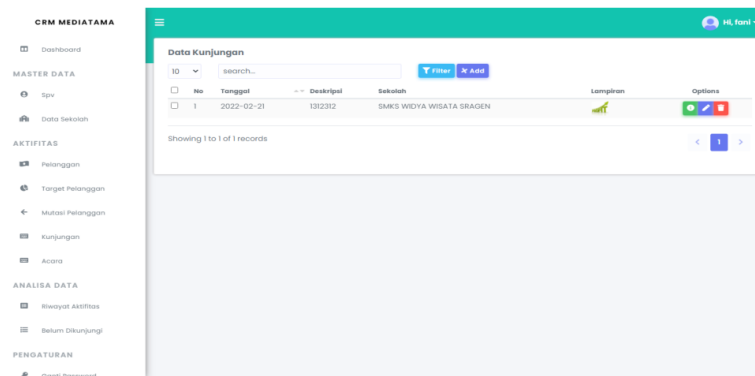 CRM MEDIATAMA
Hi, fani
Dashboard
MASTER DATA
Spv
Data Sekolah
AKTIFITAS
Pelanggan
Target Pelanggan
Mutasi Pelanggan
Kunjungan
Acara
ANALISA DATA
Riwayat Aktifitas
Belum Dikunjungi
PENGATURAN
Ganti Password
Data Kunjungan
10 search... Filter Add
No Tanggal Deskripsi Sekolah Lampiran Options
1 2022-02-21 1312312 SMKS WIDYA WISATA SRAGEN
Showing 1 to 1 of 1 records
< 1 >